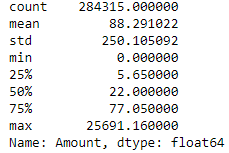 count    284315.000000
mean         88.291022
std         250.105092
min           0.000000
25%           5.650000
50%          22.000000
75%          77.050000
max       25691.160000
Name: Amount, dtype: float64